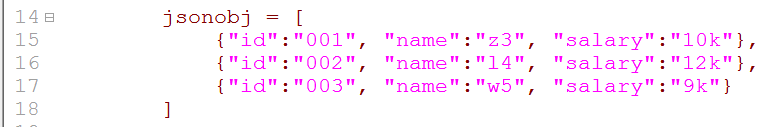 14 jsonobj = [
15 {"id":"001", "name":"z3", "salary":"10k"},
16 {"id":"002", "name":"l4", "salary":"12k"},
17 {"id":"003", "name":"w5", "salary":"9k"}
18 ]